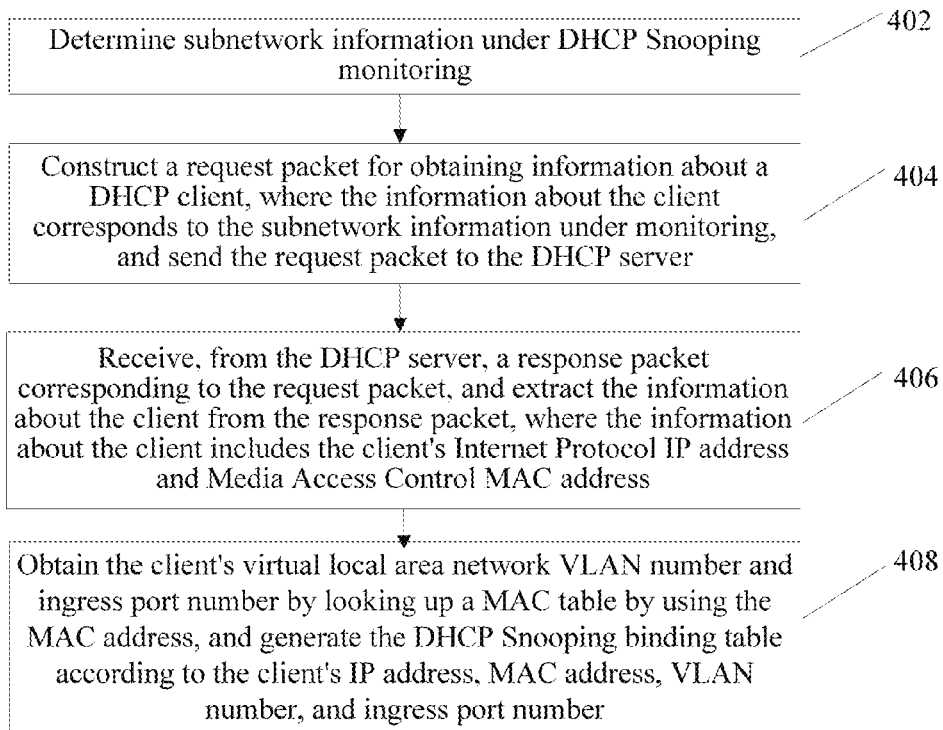 Determine subnetwork information under DHCP Snooping
monitoring
402
Construct a request packet for obtaining information about a
DHCP client, where the information about the client
corresponds to the subnetwork information under monitoring,
and send the request packet to the DHCP server
404
Receive, from the DHCP server, a response packet
corresponding to the request packet, and extract the information
about the client from the response packet, where the information
about the client includes the client's Internet Protocol IP address
and Media Access Control MAC address
406
Obtain the client's virtual local area network VLAN number and
ingress port number by looking up a MAC table by using the
MAC address, and generate the DHCP Snooping binding table
according to the client's IP address, MAC address, VLAN
number, and ingress port number
408